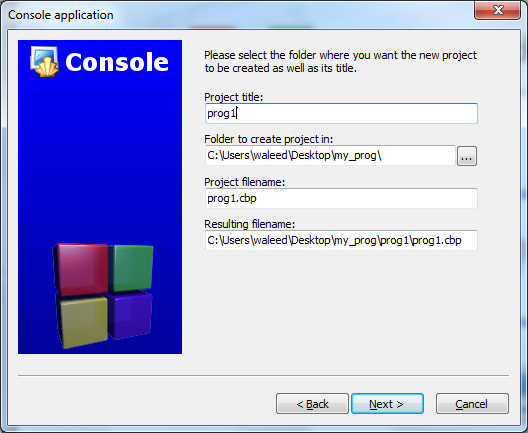 Console application
Console
Please select the folder where you want the new project
to be created as well as its title.
Project title:
prog1
Folder to create project in:
C:\Users\waleed\Desktop\my_prog\
...
Project filename:
prog1.cbp
Resulting filename:
C:\Users\waleed\Desktop\my_prog\prog1\prog1.cbp
< Back
Next >
Cancel